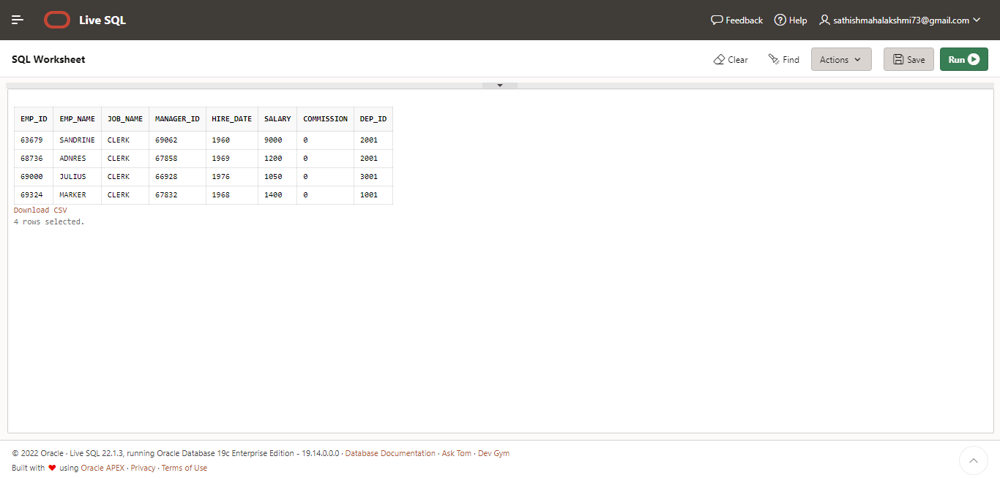 Live SQL
Feedback Help sathishmahalakshmi73@gmail.com
SQL Worksheet
Clear Find Actions Save Run
EMP_ID EMP_NAME JOB_NAME MANAGER_ID HIRE_DATE SALARY COMMISSION DEP_ID
63679 SANDRINE CLERK 69062 1960 9000 0 2001
68736 ADNRES CLERK 67858 1969 1200 0 2001
69000 JULIUS CLERK 66928 1976 1050 0 3001
69324 MARKER CLERK 67832 1968 1400 0 1001
Download CSV
4 rows selected.
© 2022 Oracle · Live SQL 22.1.3, running Oracle Database 19c Enterprise Edition - 19.14.0.0.0 · Database Documentation · Ask Tom · Dev Gym
Built with ❤ using Oracle APEX · Privacy · Terms of Use